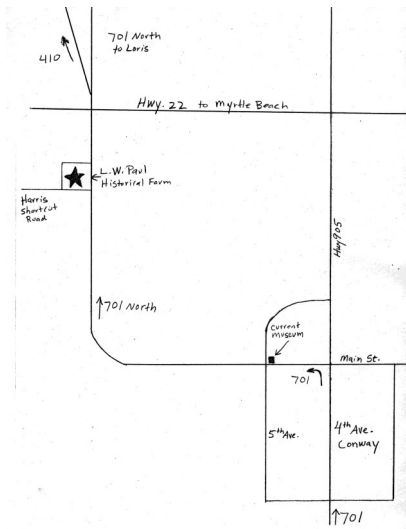 701 North
to Loris
410
Hwy. 22 to Myrtle Beach
L.W. Paul
Historical Farm
Harris
Shortcut
Road
Hwy 905
701 North
Current
museum
Main St.
701
5th Ave.
4th Ave.
Conway
701